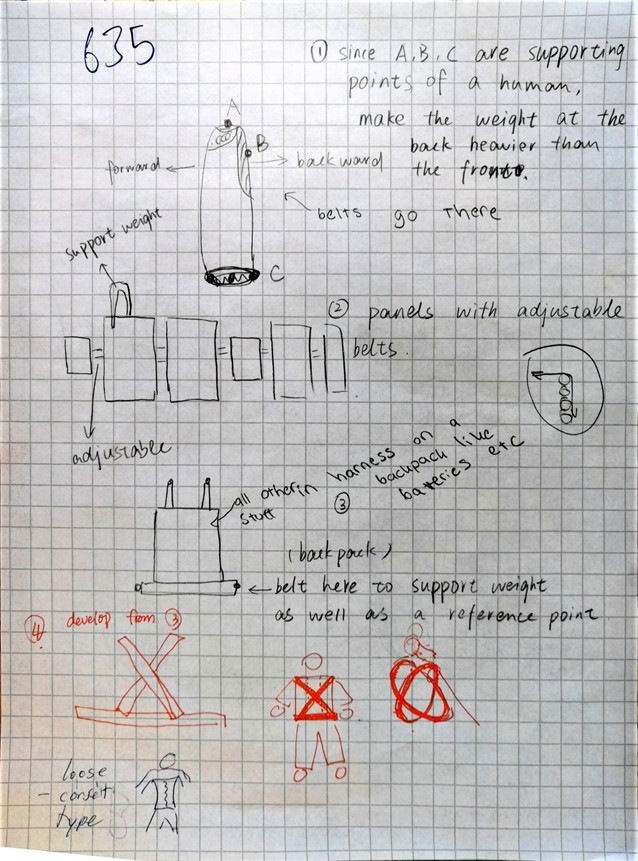 635
① since A, B, C are supporting
points of a human,
make the weight at the
back heavier than
the front.
A
B
forward
backward
belts go there
C
support weight
② panels with adjustable
belts.
adjustable
all other in harness on a
stuff ③ backpack like
batteries etc
(backpack)
belt here to support weight
as well as a reference point
④ develop from ③
loose
-
type